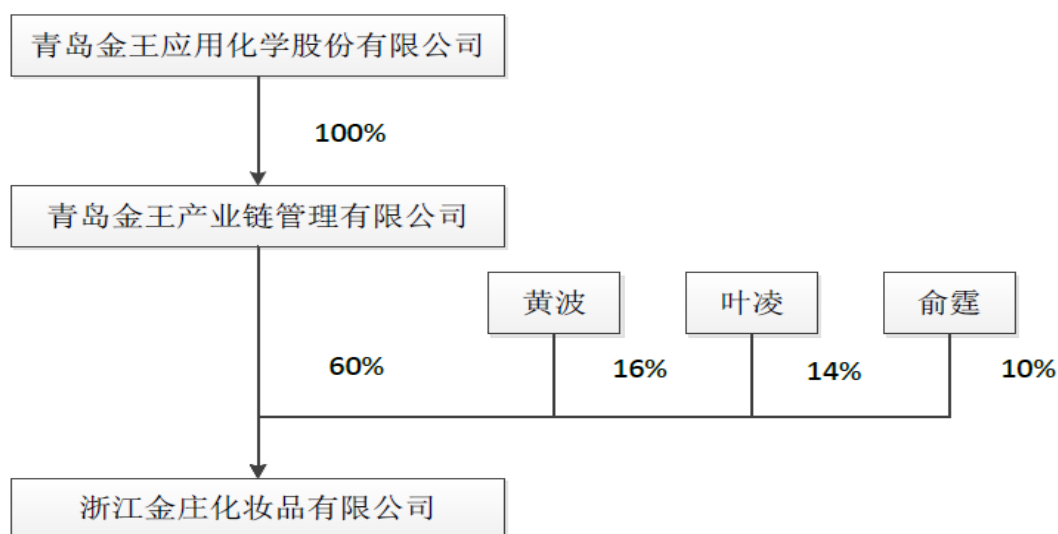 青岛金王应用化学股份有限公司
100%
青岛金王产业链管理有限公司
黄波
叶凌
俞霆
60%
16%
14%
10%
浙江金庄化妆品有限公司